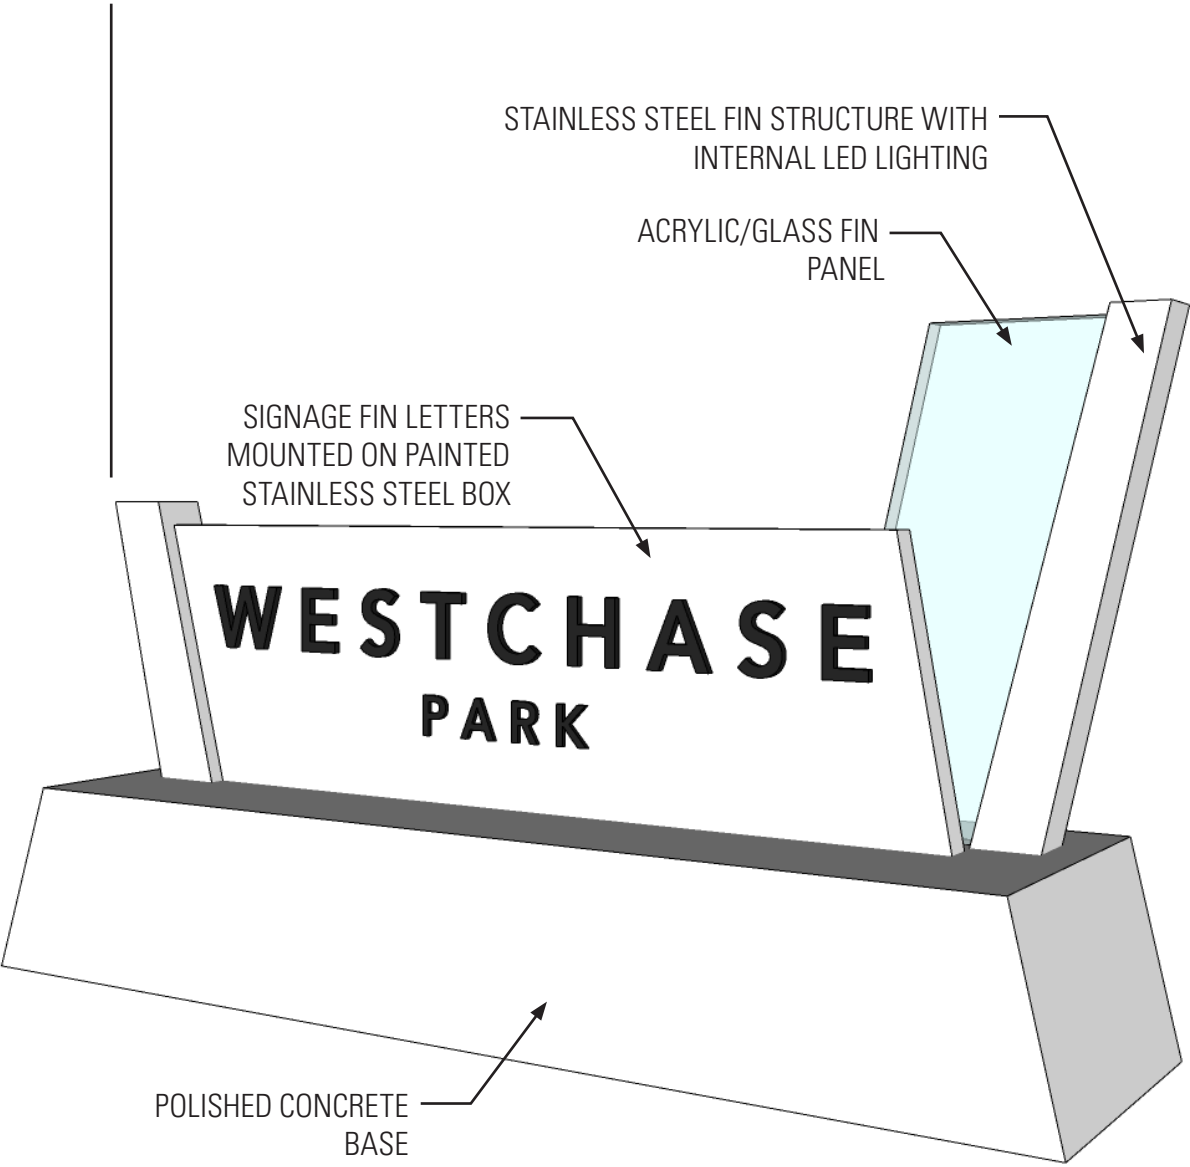 STAINLESS STEEL FIN STRUCTURE WITH
INTERNAL LED LIGHTING
ACRYLIC/GLASS FIN
PANEL
SIGNAGE FIN LETTERS
MOUNTED ON PAINTED
STAINLESS STEEL BOX
WESTCHASE
PARK
POLISHED CONCRETE
BASE